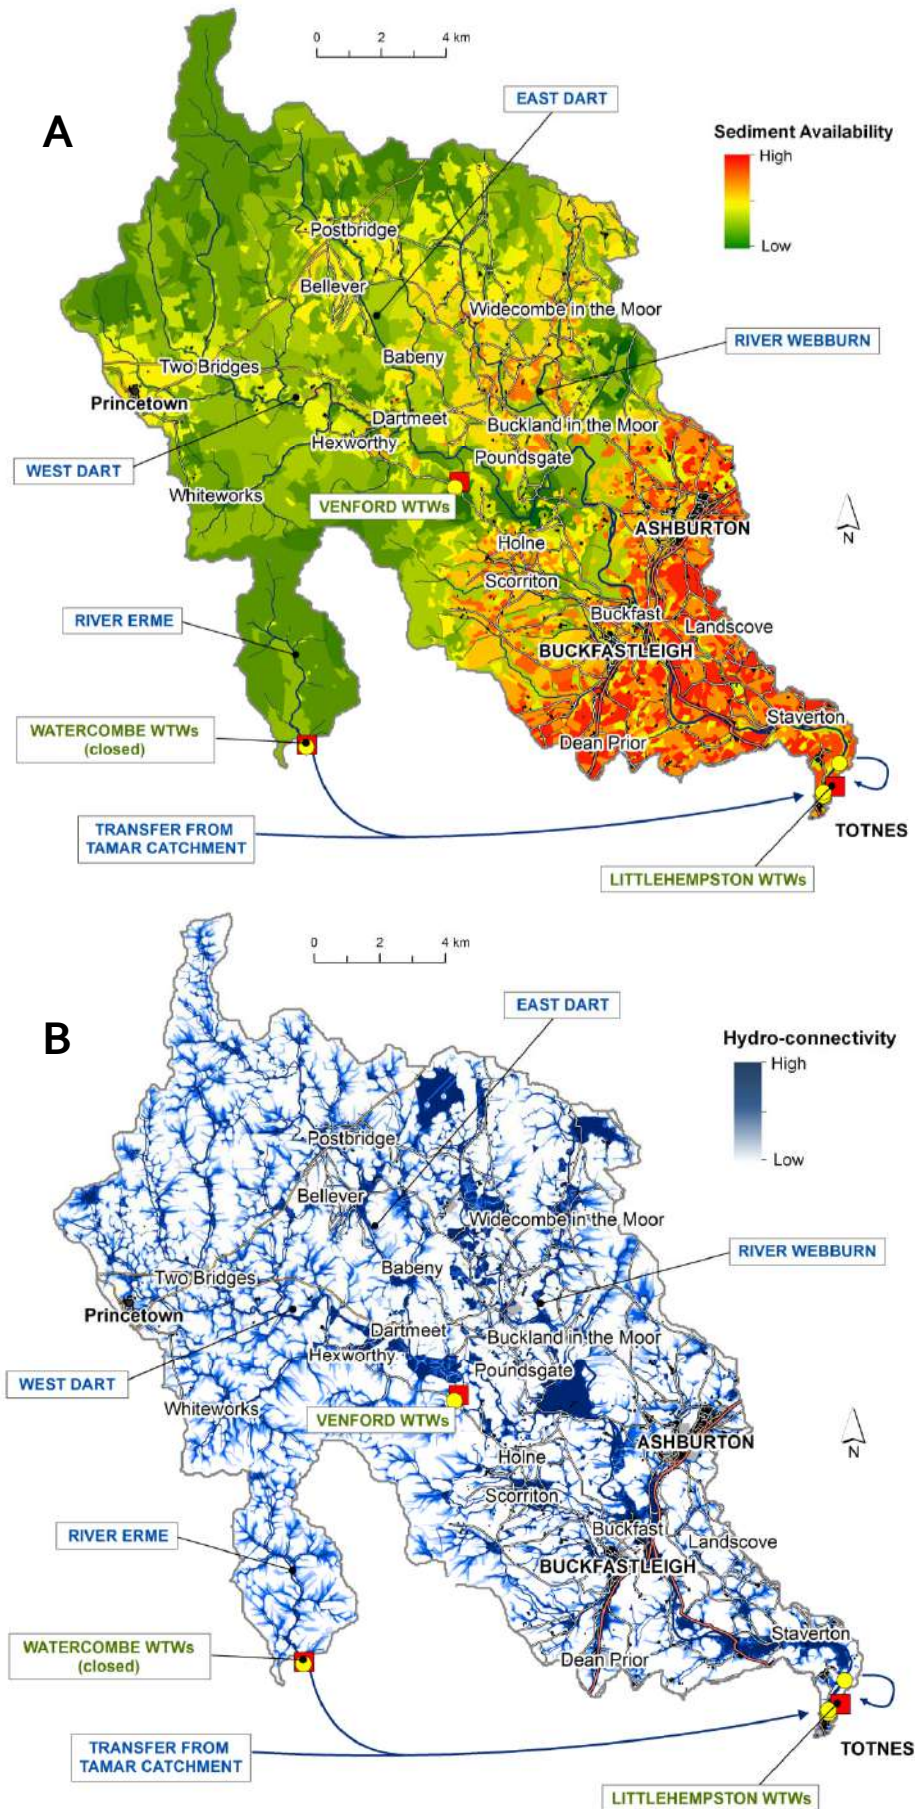 0 2 4 km
EAST DART
A
Sediment Availability
High
Low
Postbridge
Bellever
Widecombe in the Moor
RIVER WEBBURN
Two Bridges
Babeny
Princetown
Dartmeet
Buckland in the Moor
Hexworthy
WEST DART
Poundsgate
Whiteworks
VENFORD WTWs
ASHBURTON
N
Holne
Scorriton
RIVER ERME
Buckfast
Landscove
BUCKFASTLEIGH
WATERCOMBE WTWs
(closed)
Staverton
Dean Prior
TRANSFER FROM
TAMAR CATCHMENT
TOTNES
LITTLEHEMPSTON WTWs
0 2 4 km
EAST DART
B
Hydro-connectivity
High
Low
Postbridge
Bellever
Widecombe in the Moor
RIVER WEBBURN
Babeny
Two Bridges
Princetown
Dartmeet
Buckland in the Moor
Hexworthy
WEST DART
Poundsgate
Whiteworks
VENFORD WTWs
ASHBURTON
N
Holne
Scorriton
RIVER ERME
Buckfast
Landscove
BUCKFASTLEIGH
WATERCOMBE WTWs
(closed)
Staverton
Dean Prior
TRANSFER FROM
TAMAR CATCHMENT
TOTNES
LITTLEHEMPSTON WTWs